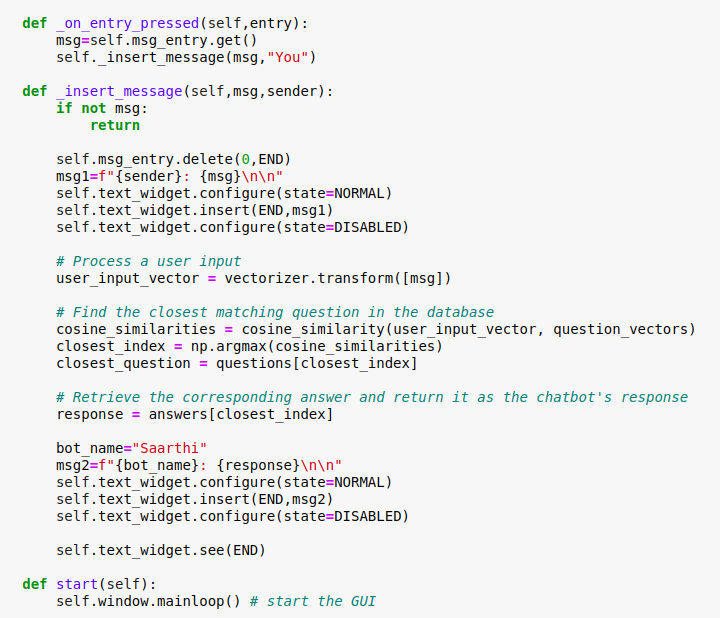 def _on_entry_pressed(self,entry):
    msg=self.msg_entry.get()
    self._insert_message(msg,"You")

def _insert_message(self,msg,sender):
    if not msg:
        return

    self.msg_entry.delete(0,END)
    msg1=f"{sender}: {msg}\n\n"
    self.text_widget.configure(state=NORMAL)
    self.text_widget.insert(END,msg1)
    self.text_widget.configure(state=DISABLED)

    # Process a user input
    user_input_vector = vectorizer.transform([msg])

    # Find the closest matching question in the database
    cosine_similarities = cosine_similarity(user_input_vector, question_vectors)
    closest_index = np.argmax(cosine_similarities)
    closest_question = questions[closest_index]

    # Retrieve the corresponding answer and return it as the chatbot's response
    response = answers[closest_index]

    bot_name="Saarthi"
    msg2=f"{bot_name}: {response}\n\n"
    self.text_widget.configure(state=NORMAL)
    self.text_widget.insert(END,msg2)
    self.text_widget.configure(state=DISABLED)

    self.text_widget.see(END)

def start(self):
    self.window.mainloop() # start the GUI